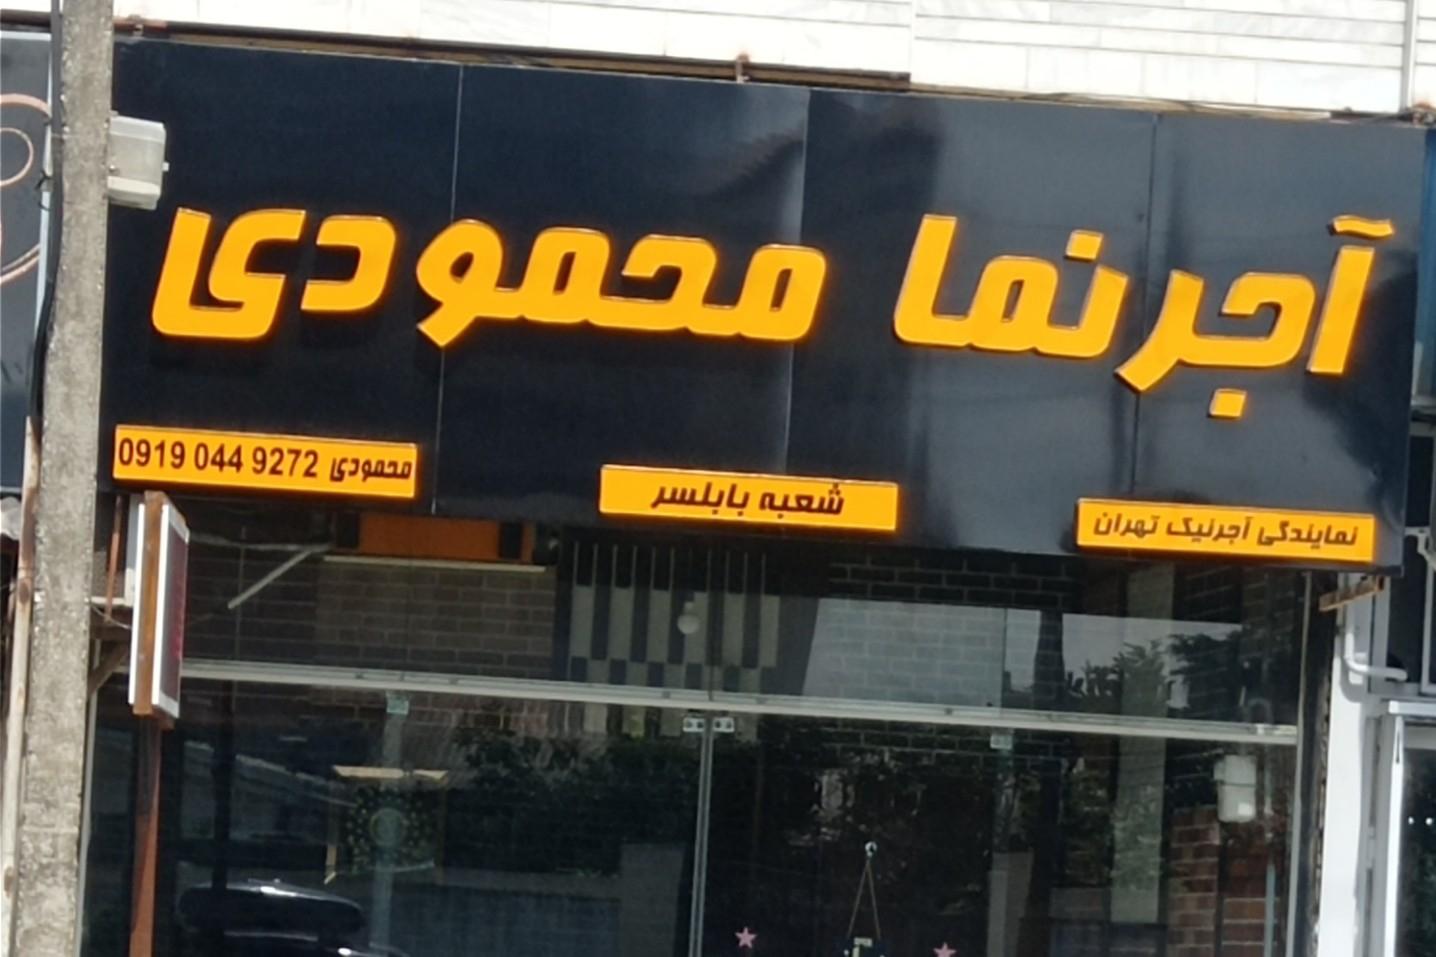 آجرنما محمودی
نمایندگی آجرنیک تهران
شعبه بابلسر
محمودی 0919 044 9272